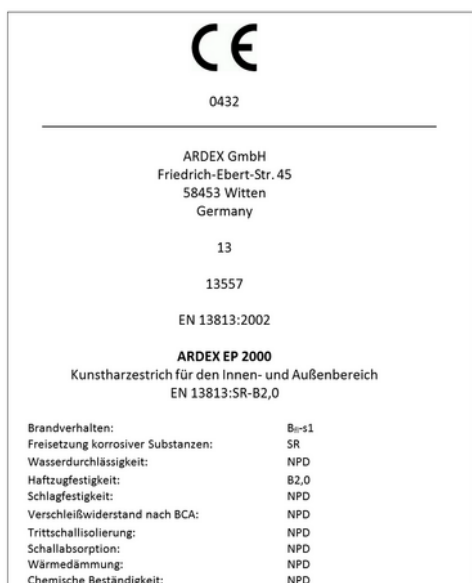 CE
0432
ARDEX GmbH
Friedrich-Ebert-Str. 45
58453 Witten
Germany
13
13557
EN 13813:2002
ARDEX EP 2000
Kunstharzestrich für den Innen- und Außenbereich
EN 13813:SR-B2,0
Brandverhalten: Bfl-s1
Freisetzung korrosiver Substanzen: SR
Wasserdurchlässigkeit: NPD
Haftzugfestigkeit: B2,0
Schlagfestigkeit: NPD
Verschleißwiderstand nach BCA: NPD
Trittschallisolierung: NPD
Schallabsorption: NPD
Wärmedämmung: NPD
Chemische Beständigkeit: NPD